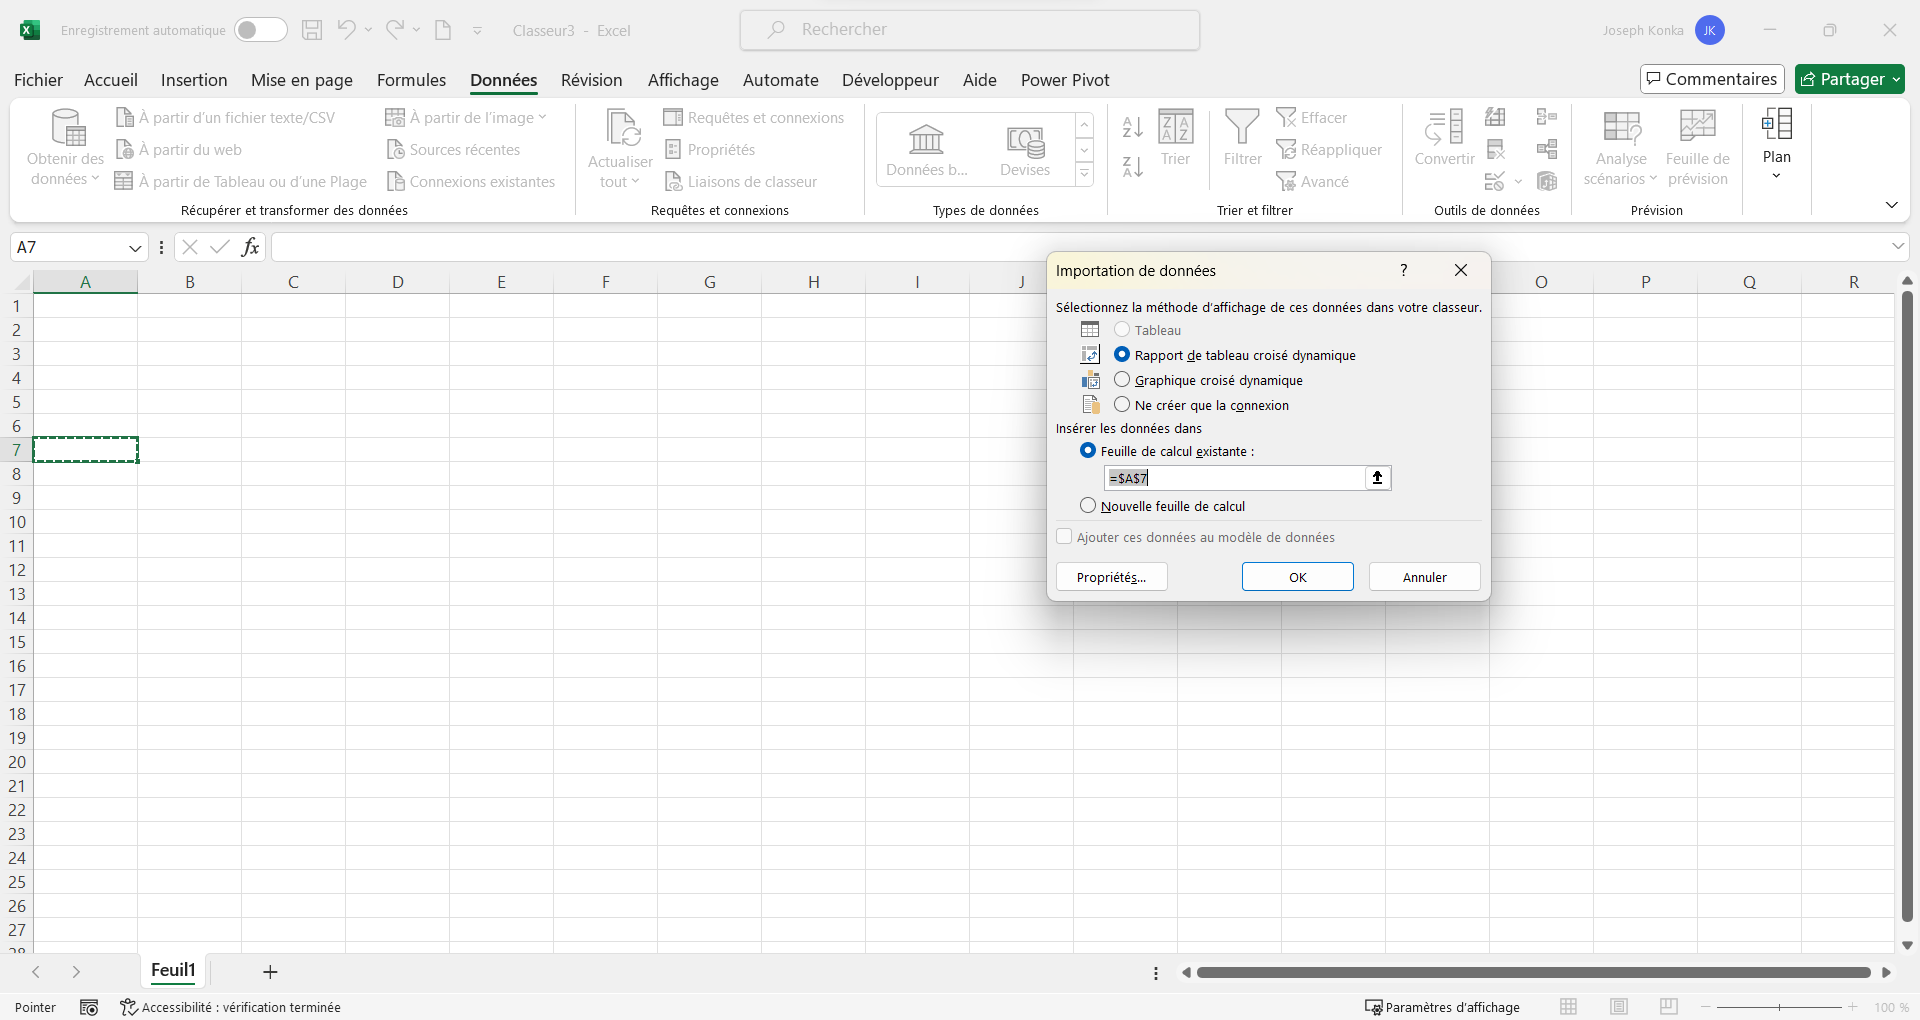 Enregistrement automatique
Classeur3 - Excel
Rechercher
Joseph Konka
JK
Fichier Accueil Insertion Mise en page Formules Données Révision Affichage Automate Développeur Aide Power Pivot
Commentaires
Partager
Obtenir des données
À partir d'un fichier texte/CSV
À partir du web
À partir de Tableau ou d'une Plage
À partir de l'image
Sources récentes
Connexions existantes
Récupérer et transformer des données
Actualiser tout
Requêtes et connexions
Propriétés
Liaisons de classeur
Requêtes et connexions
Données b...
Devises
Types de données
Trier
Filtrer
Effacer
Réappliquer
Avancé
Trier et filtrer
Convertir
Outils de données
Analyse scénarios
Feuille de prévision
Prévision
Plan
A7
fx
A B C D E F G H I J O P Q R
1
2
3
4
5
6
7
8
9
10
11
12
13
14
15
16
17
18
19
20
21
22
23
24
25
26
27
28
Importation de données
?
Sélectionnez la méthode d'affichage de ces données dans votre classeur.
Tableau
Rapport de tableau croisé dynamique
Graphique croisé dynamique
Ne créer que la connexion
Insérer les données dans
Feuille de calcul existante :
=$A$7
Nouvelle feuille de calcul
Ajouter ces données au modèle de données
Propriétés...
OK
Annuler
Feuil1
Pointer
Accessibilité : vérification terminée
Paramètres d'affichage
100 %